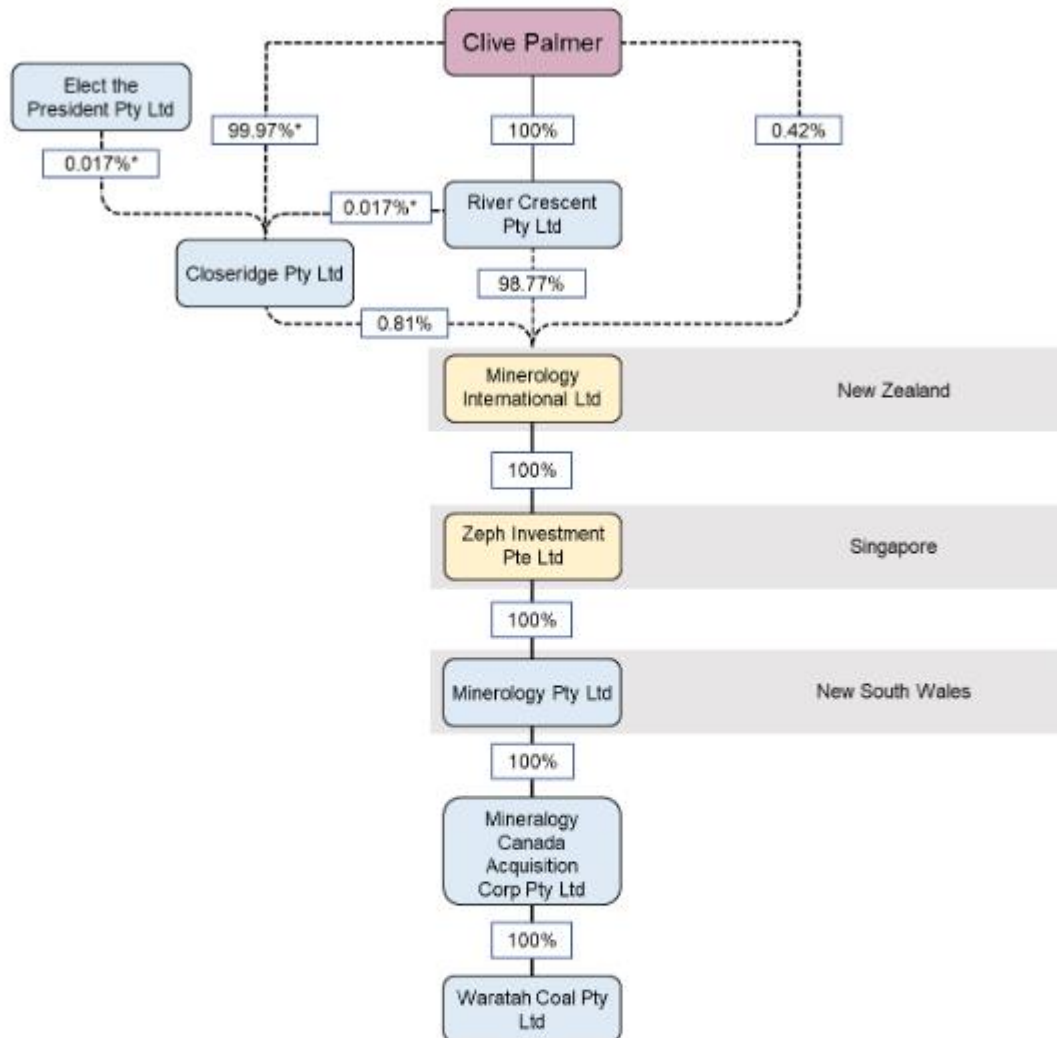 Clive Palmer
Elect the
President Pty Ltd
99.97%*
100%
0.42%
0.017%*
0.017%*
River Crescent
Pty Ltd
Closeridge Pty Ltd
98.77%
0.81%
Minerology
International Ltd
New Zealand
100%
Zeph Investment
Pte Ltd
Singapore
100%
Minerology Pty Ltd
New South Wales
100%
Mineralogy
Canada
Acquisition
Corp Pty Ltd
100%
Waratah Coal Pty
Ltd